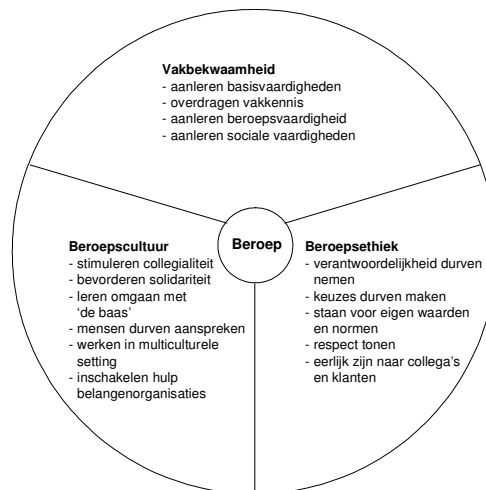 Vakbekwaamheid
- aanleren basisvaardigheden
- overdragen vakkennis
- aanleren beroepsvaardigheid
- aanleren sociale vaardigheden
Beroep
Beroepscultuur
- stimuleren collegialiteit
- bevorderen solidariteit
- leren omgaan met
'de baas'
- mensen durven aanspreken
- werken in multiculturele
setting
- inschakelen hulp
belangenorganisaties
Beroepsethiek
- verantwoordelijkheid durven
nemen
- keuzes durven maken
- staan voor eigen waarden
en normen
- respect tonen
- eerlijk zijn naar collega's
en klanten